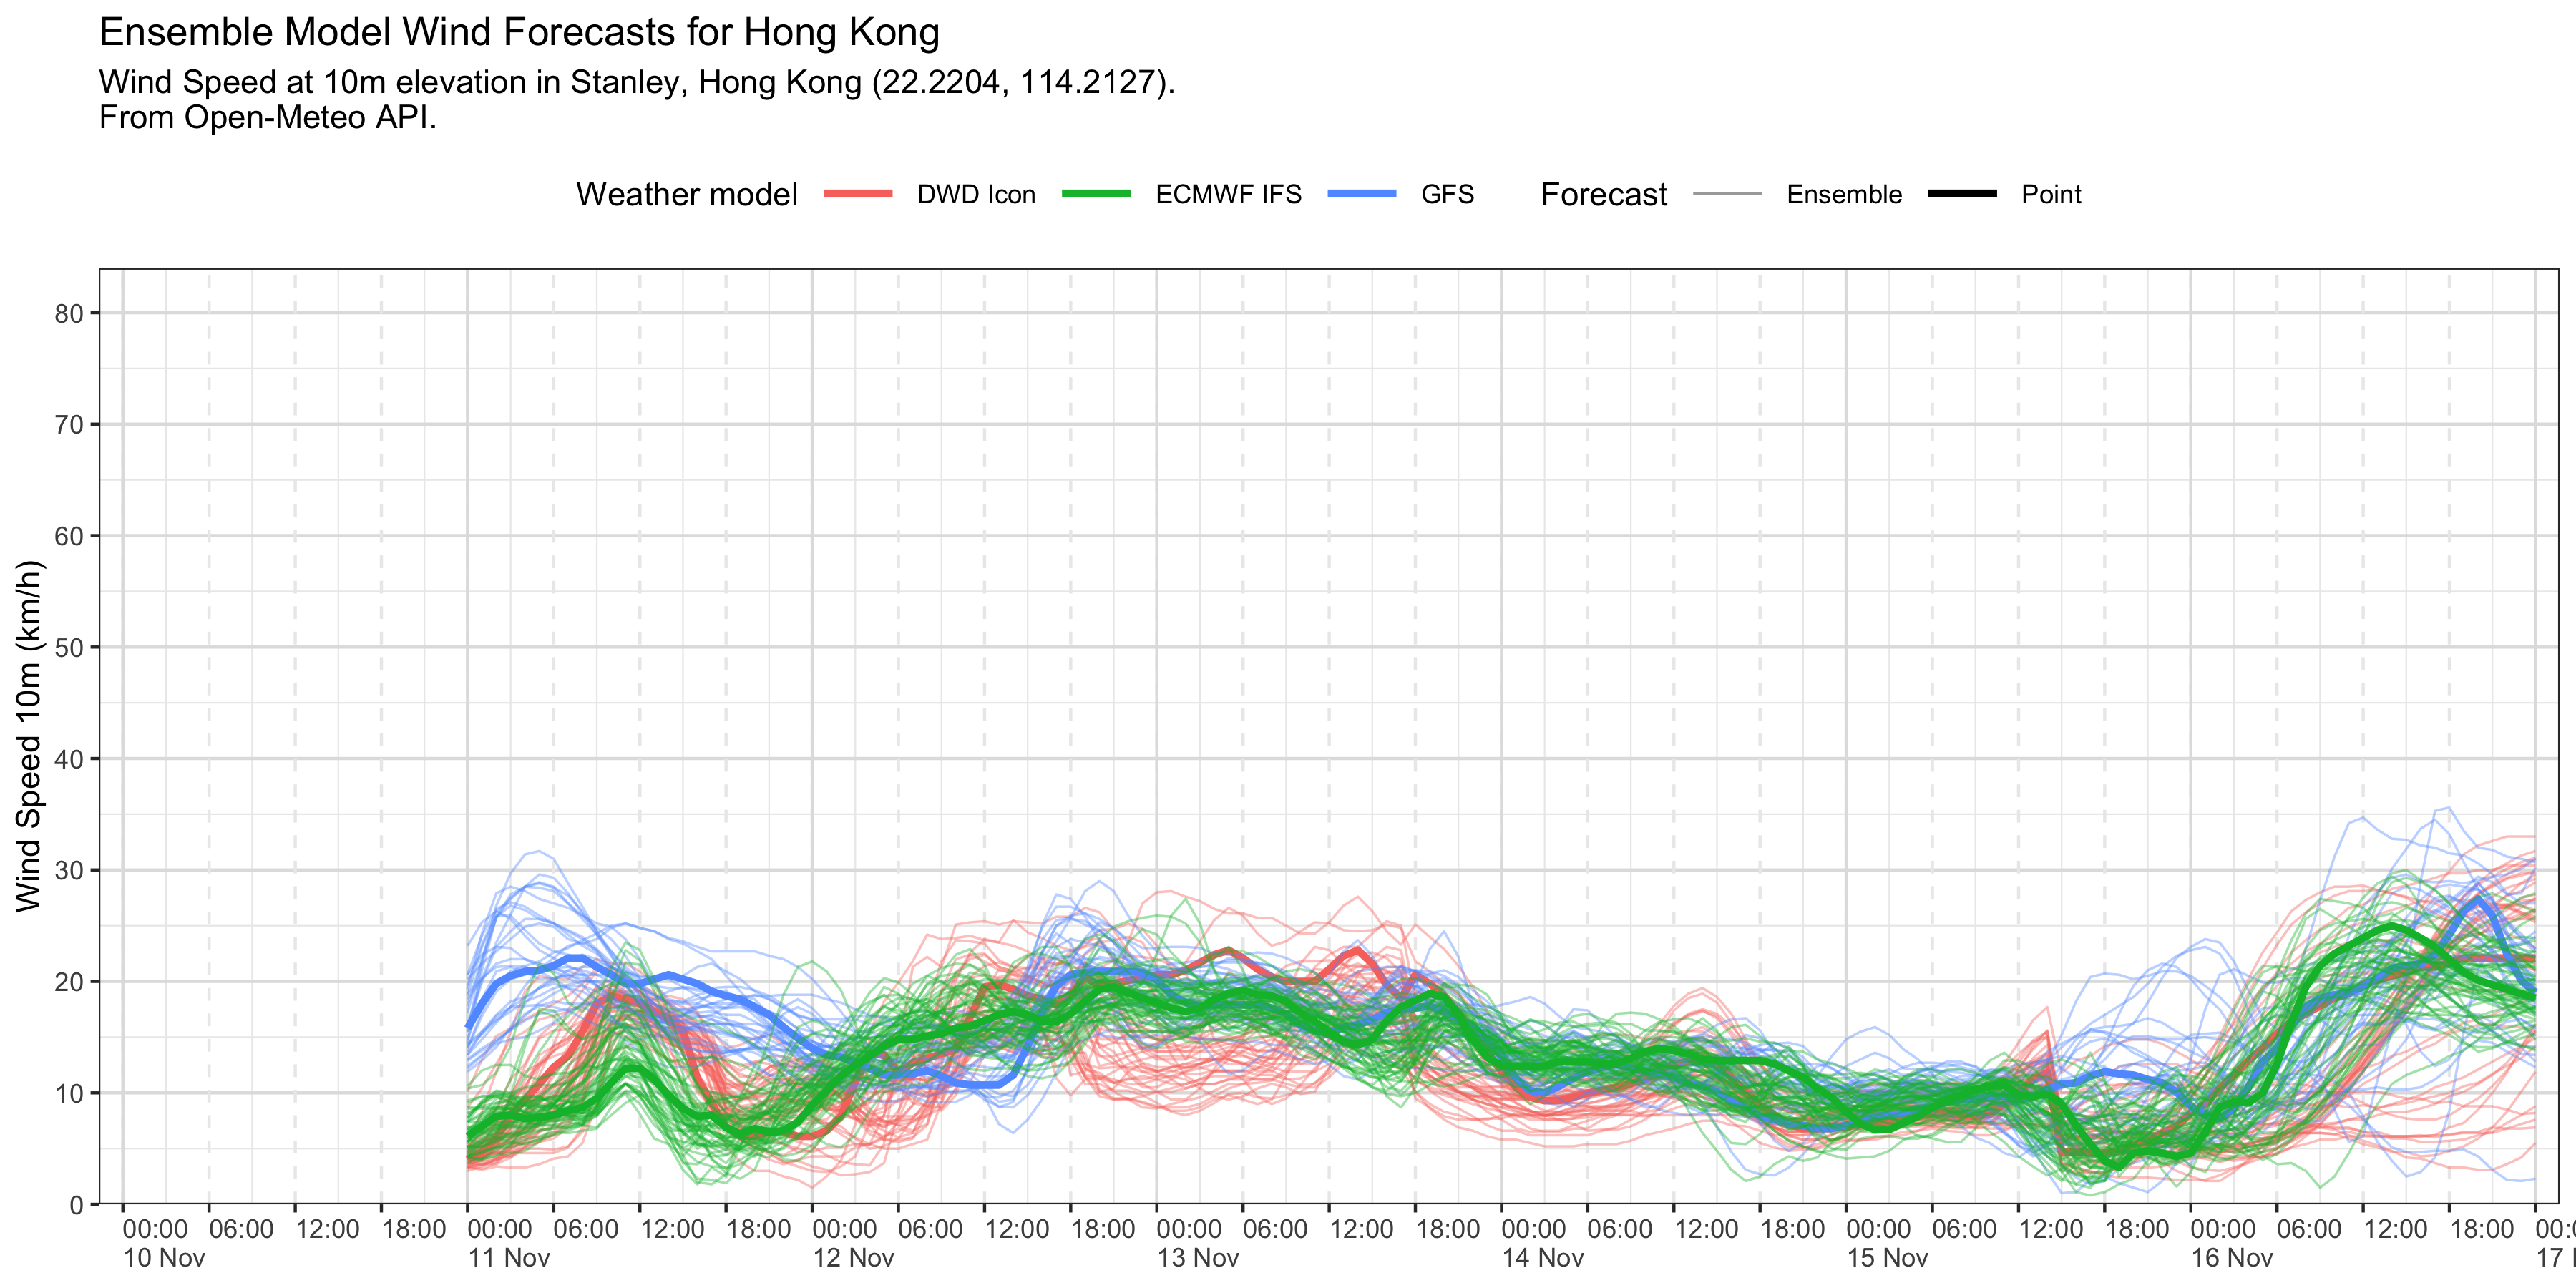 Ensemble Model Wind Forecasts for Hong Kong
Wind Speed at 10m elevation in Stanley, Hong Kong (22.2204, 114.2127).
From Open-Meteo API.
Weather model DWD Icon ECMWF IFS GFS Forecast Ensemble Point
Wind Speed 10m (km/h)
80
70
60
50
40
30
20
10
0
00:00 06:00 12:00 18:00 00:00 06:00 12:00 18:00 00:00 06:00 12:00 18:00 00:00 06:00 12:00 18:00 00:00 06:00 12:00 18:00 00:00 06:00 12:00 18:00 00:00 06:00 12:00 18:00
10 Nov 11 Nov 12 Nov 13 Nov 14 Nov 15 Nov 16 Nov 17